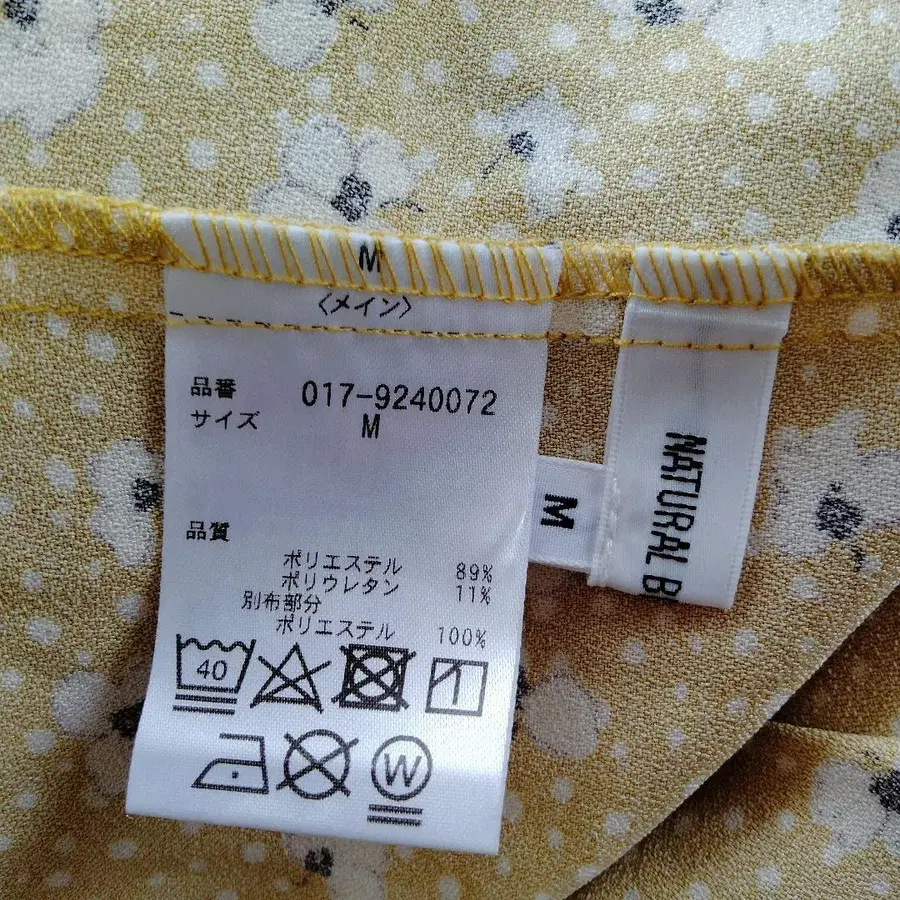 M
〈メイン〉
品番 017-9240072
サイズ M
品質
ポリエステル 89%
ポリウレタン 11%
別布部分
ポリエステル 100%
40
W
M
NATURAL